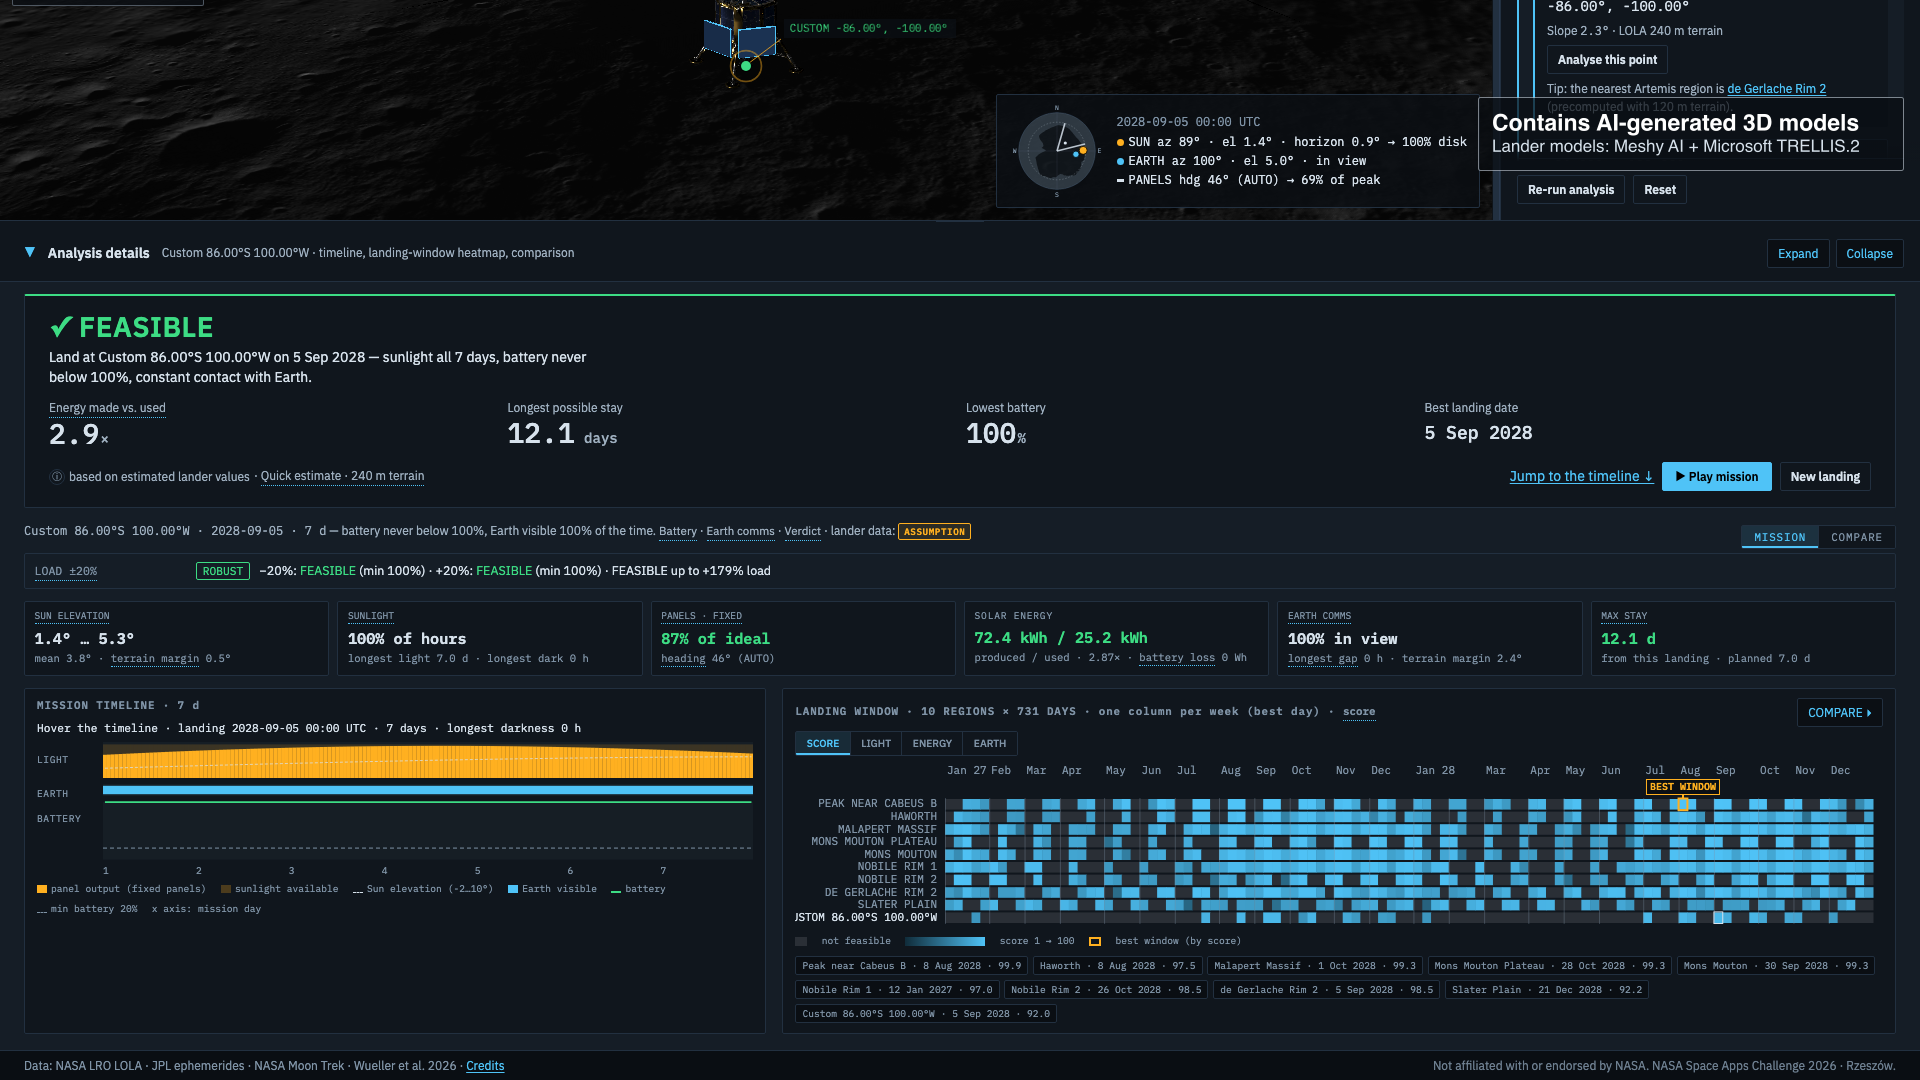 CUSTOM -86.00°, -100.00°
-86.00°, -100.00°
Slope 2.3° · LOLA 240 m terrain
Analyse this point
Tip: the nearest Artemis region is de Gerlache Rim 2
(precomputed with 120 m terrain).
Contains AI-generated 3D models
Lander models: Meshy AI + Microsoft TRELLIS.2
Re-run analysis Reset
N
W E
S
2028-09-05 00:00 UTC
SUN az 89° · el 1.4° · horizon 0.9° → 100% disk
EARTH az 100° · el 5.0° · in view
PANELS hdg 46° (AUTO) → 69% of peak
▼ Analysis details Custom 86.00°S 100.00°W · timeline, landing-window heatmap, comparison
Expand Collapse
✓ FEASIBLE
Land at Custom 86.00°S 100.00°W on 5 Sep 2028 — sunlight all 7 days, battery never
below 100%, constant contact with Earth.
Energy made vs. used Longest possible stay Lowest battery Best landing date
2.9× 12.1 days 100% 5 Sep 2028
ⓘ based on estimated lander values · Quick estimate · 240 m terrain
Jump to the timeline ↓ ▶ Play mission New landing
Custom 86.00°S 100.00°W · 2028-09-05 · 7 d — battery never below 100%, Earth visible 100% of the time. Battery · Earth comms · Verdict · lander data: ASSUMPTION
MISSION COMPARE
LOAD ±20% ROBUST −20%: FEASIBLE (min 100%) · +20%: FEASIBLE (min 100%) · FEASIBLE up to +179% load
SUN ELEVATION
1.4° … 5.3°
mean 3.8° · terrain margin 0.5°
SUNLIGHT
100% of hours
longest light 7.0 d · longest dark 0 h
PANELS · FIXED
87% of ideal
heading 46° (AUTO)
SOLAR ENERGY
72.4 kWh / 25.2 kWh
produced / used · 2.87× · battery loss 0 Wh
EARTH COMMS
100% in view
longest gap 0 h · terrain margin 2.4°
MAX STAY
12.1 d
from this landing · planned 7.0 d
MISSION TIMELINE · 7 d
Hover the timeline · landing 2028-09-05 00:00 UTC · 7 days · longest darkness 0 h
LIGHT
EARTH
BATTERY
1 2 3 4 5 6 7
panel output (fixed panels) sunlight available Sun elevation (-2…10°) Earth visible battery
min battery 20% x axis: mission day
LANDING WINDOW · 10 REGIONS × 731 DAYS · one column per week (best day) · score
COMPARE ▸
SCORE LIGHT ENERGY EARTH
Jan 27 Feb Mar Apr May Jun Jul Aug Sep Oct Nov Dec Jan 28 Mar Apr May Jun Jul Aug Sep Oct Nov Dec
BEST WINDOW
PEAK NEAR CABEUS B
HAWORTH
MALAPERT MASSIF
MONS MOUTON PLATEAU
MONS MOUTON
NOBILE RIM 1
NOBILE RIM 2
DE GERLACHE RIM 2
SLATER PLAIN
JSTOM 86.00°S 100.00°W
not feasible score 1 → 100 best window (by score)
Peak near Cabeus B · 8 Aug 2028 · 99.9 Haworth · 8 Aug 2028 · 97.5 Malapert Massif · 1 Oct 2028 · 99.3 Mons Mouton Plateau · 28 Oct 2028 · 99.3 Mons Mouton · 30 Sep 2028 · 99.3
Nobile Rim 1 · 12 Jan 2027 · 97.0 Nobile Rim 2 · 26 Oct 2028 · 98.5 de Gerlache Rim 2 · 5 Sep 2028 · 98.5 Slater Plain · 21 Dec 2028 · 92.2
Custom 86.00°S 100.00°W · 5 Sep 2028 · 92.0
Data: NASA LRO LOLA · JPL ephemerides · NASA Moon Trek · Wueller et al. 2026 · Credits
Not affiliated with or endorsed by NASA. NASA Space Apps Challenge 2026 · Rzeszów.